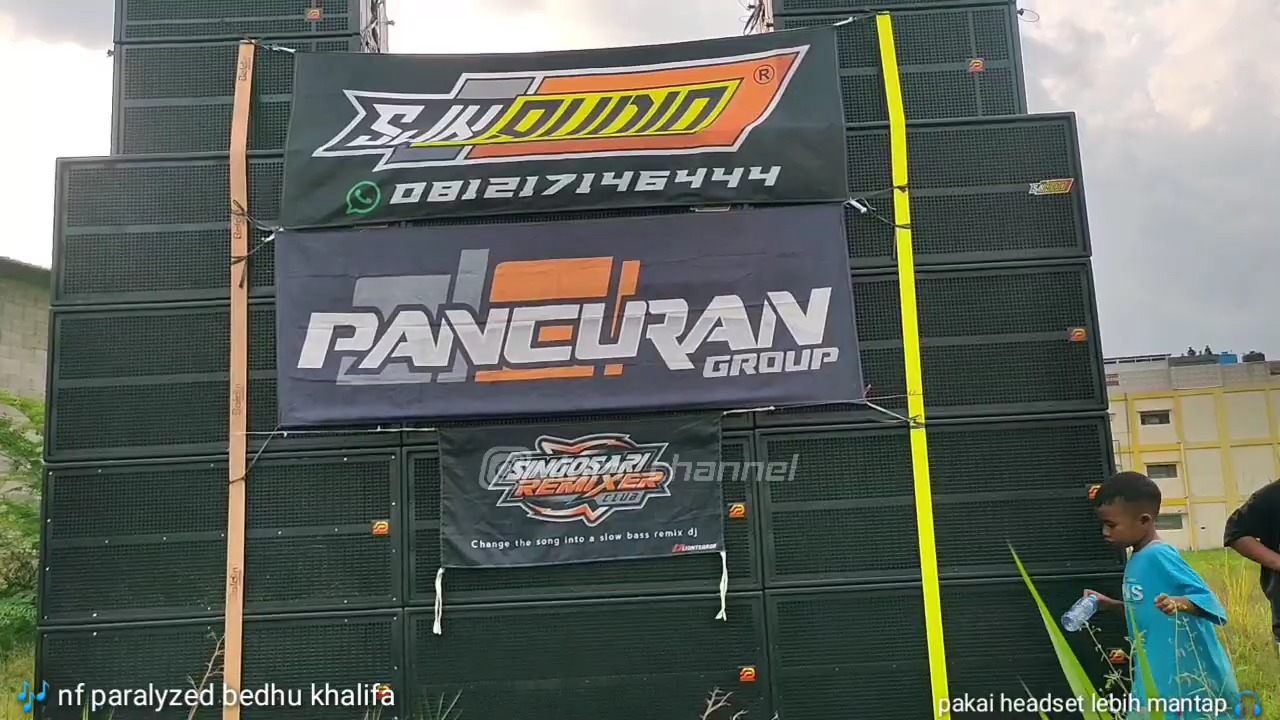 SJK AUDIO ®
081217146444
PANCURAN
GROUP
SINGOSARI
REMIXER
CLUB
channel
Change the song into a slow bass remix dj
🎶 nf paralyzed bedhu khalifa
pakai headset lebih mantap 🎧